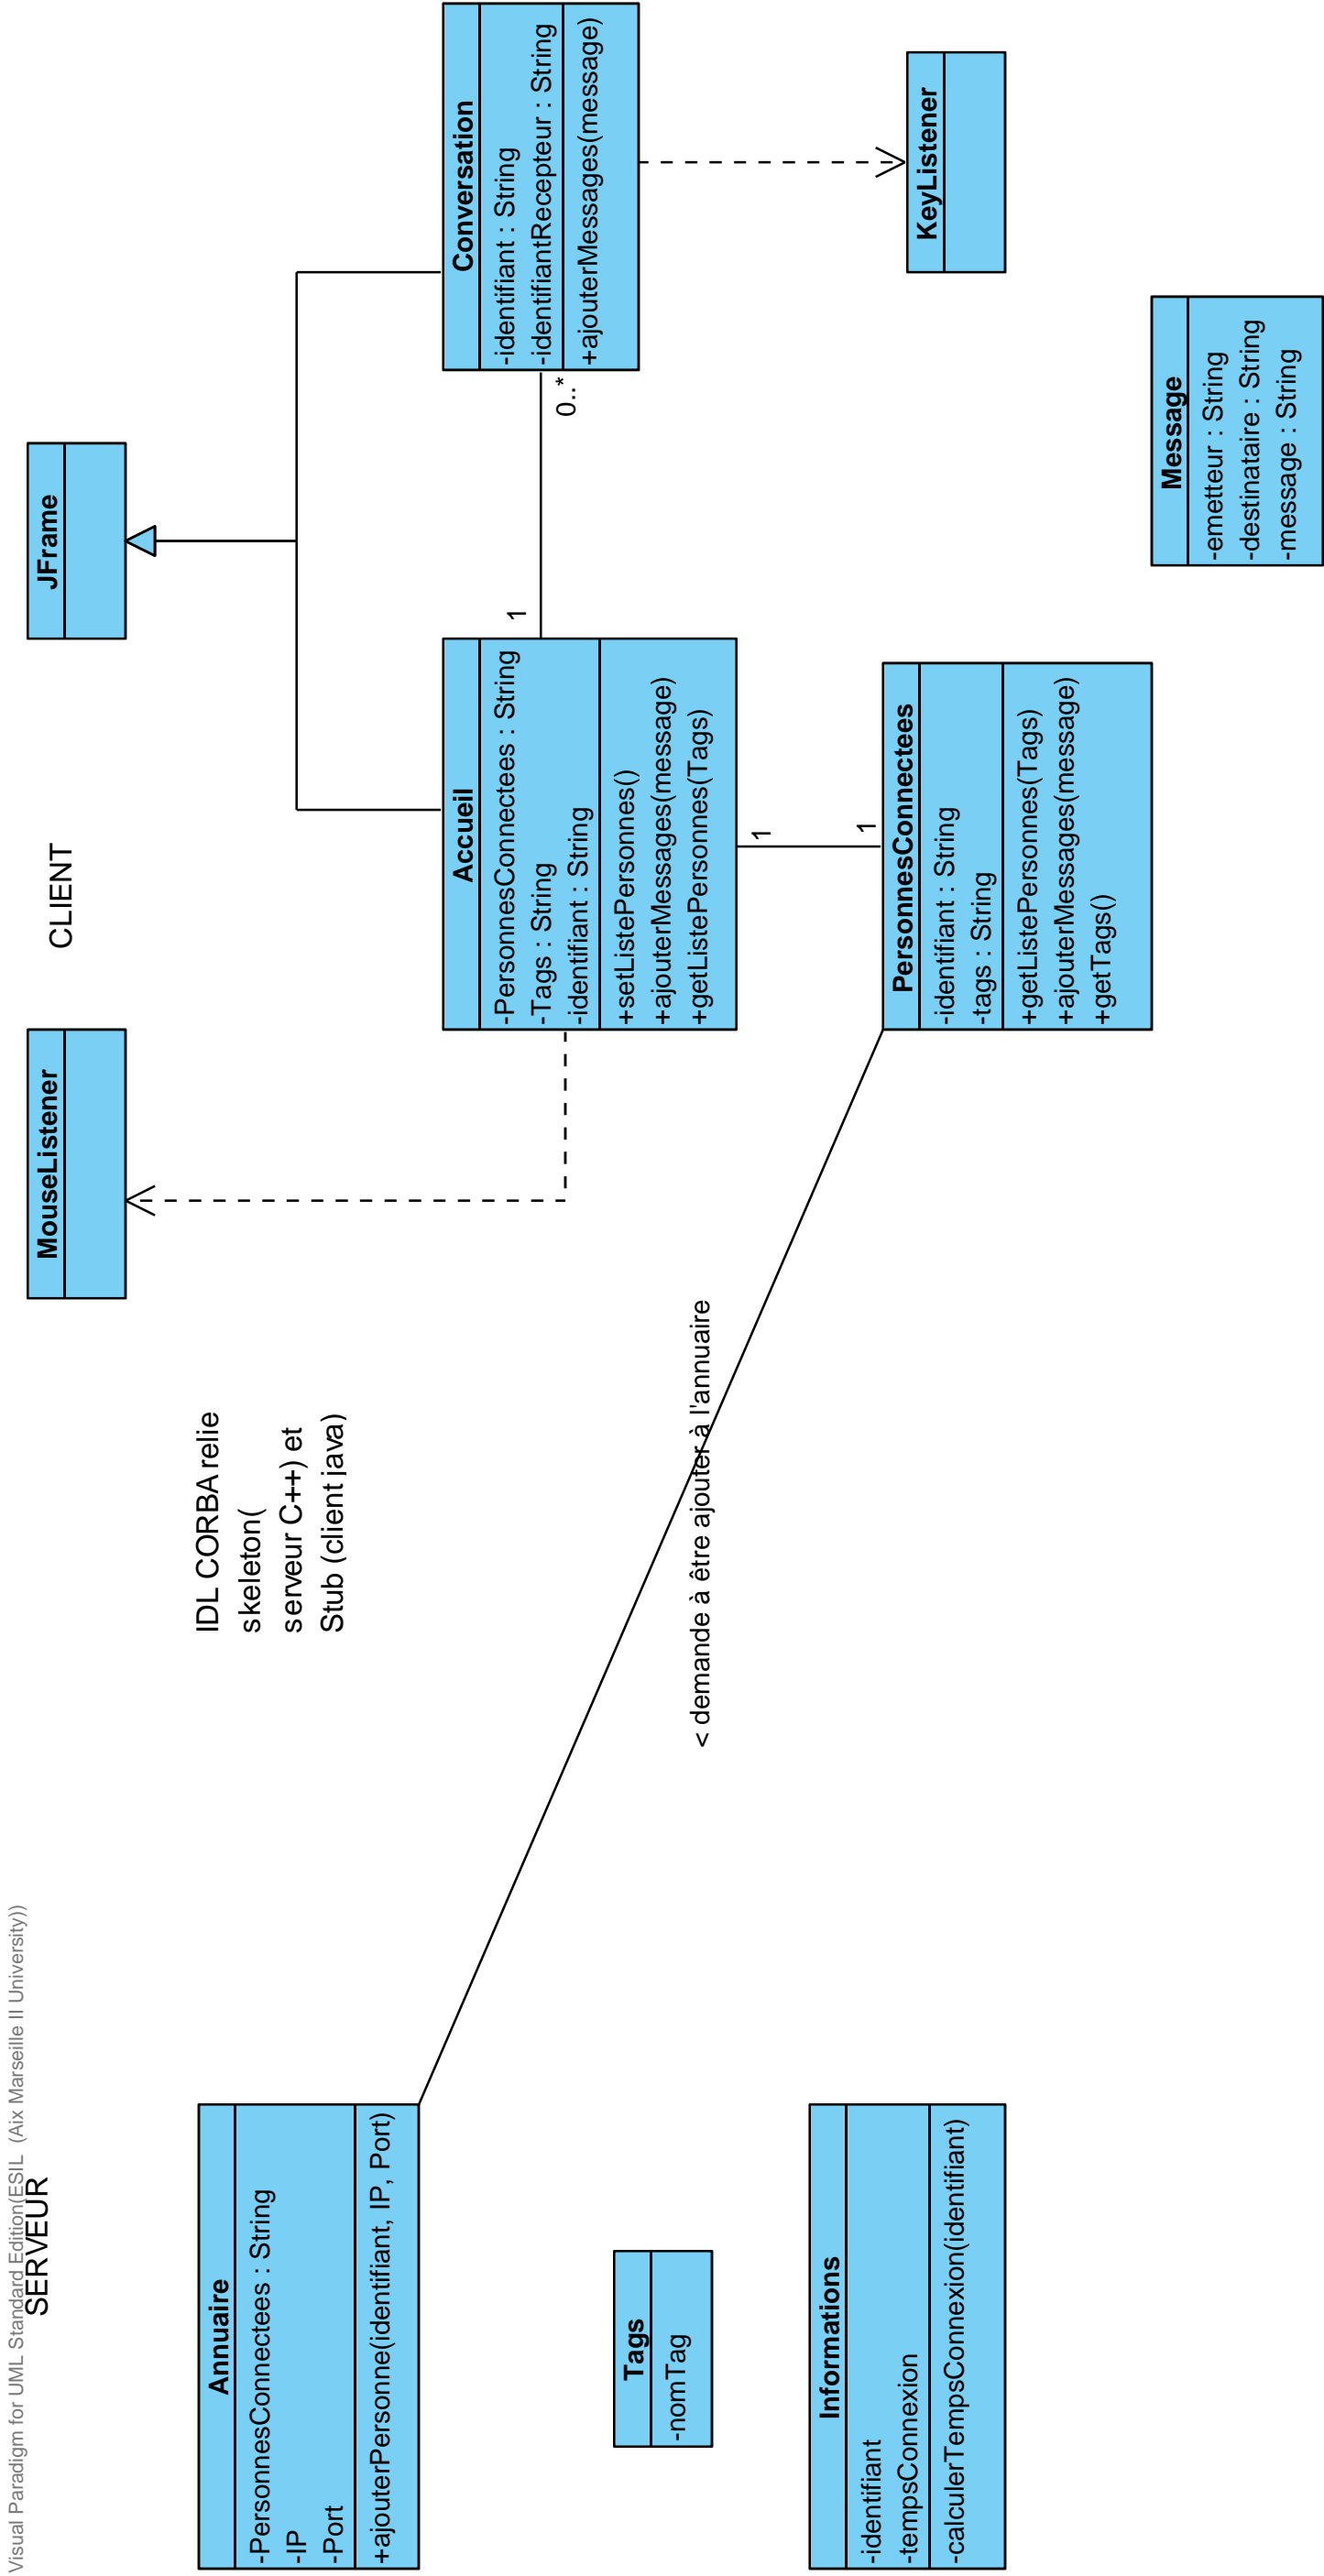 Visual Paradigm for UML Standard Edition(ESIL (Aix Marseille II University))
SERVEUR
CLIENT
Annuaire
-PersonnesConnectees : String
-IP
-Port
+ajouterPersonne(identifiant, IP, Port)
Tags
-nomTag
Informations
-identifiant
-tempsConnexion
-calculerTempsConnexion(identifiant)
IDL CORBA relie
skeleton(
serveur C++) et
Stub (client java)
< demande à être ajouter à l'annuaire
MouseListener
JFrame
Accueil
-PersonnesConnectees : String
-Tags : String
-identifiant : String
+setListePersonnes()
+ajouterMessages(message)
+getListePersonnes(Tags)
1
0..*
Conversation
-identifiant : String
-identifiantRecepteur : String
+ajouterMessages(message)
1
1
PersonnesConnectees
-identifiant : String
-tags : String
+getListePersonnes(Tags)
+ajouterMessages(message)
+getTags()
KeyListener
Message
-emetteur : String
-destinataire : String
-message : String